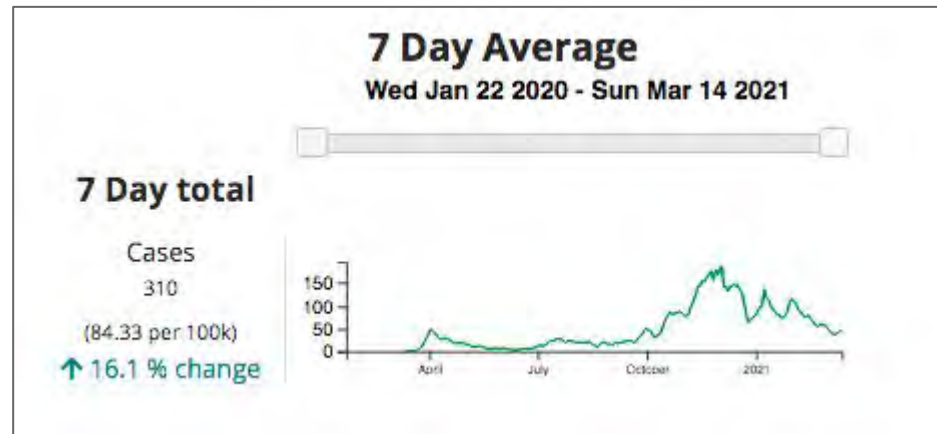 7 Day Average
Wed Jan 22 2020 - Sun Mar 14 2021
7 Day total
Cases
310
(84.33 per 100k)
↑ 16.1 % change
150
100
50
0
April July October 2021